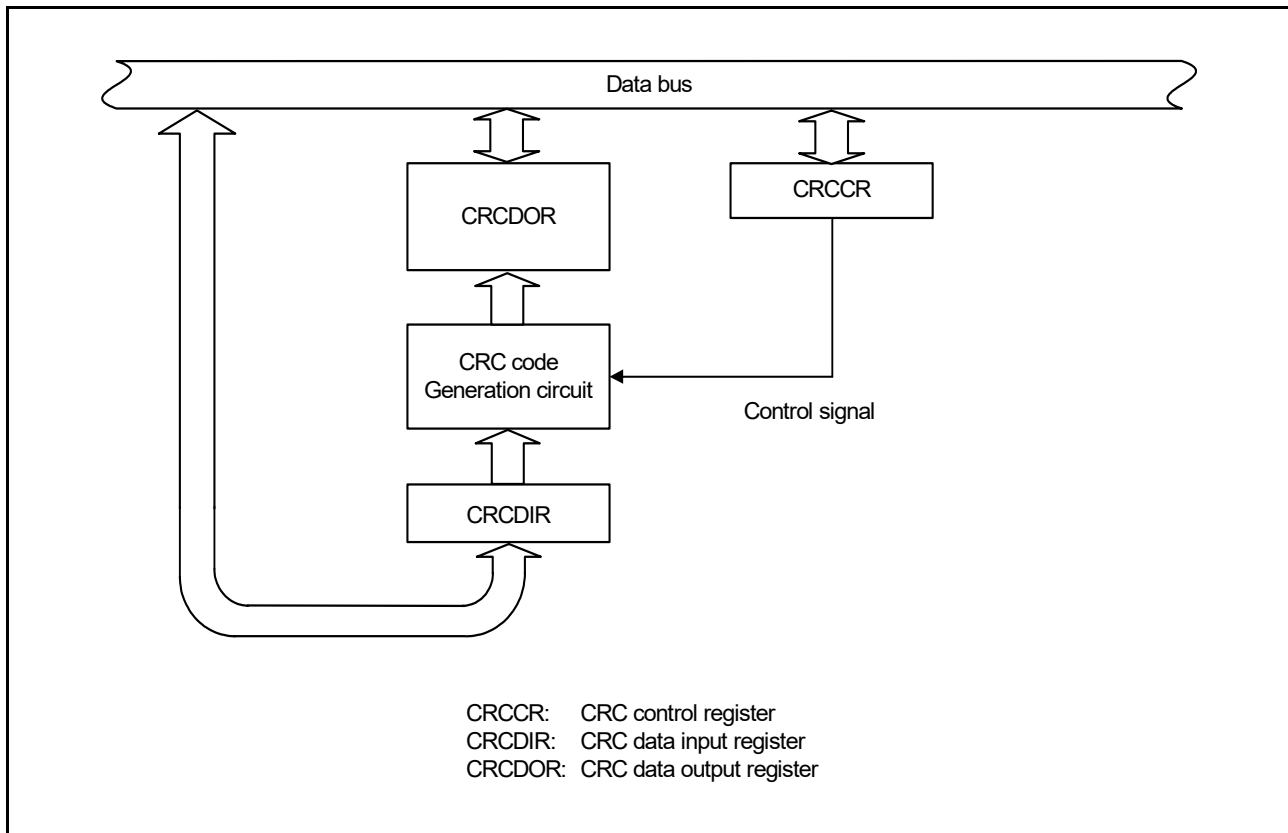 Data bus
CRCDOR
CRCCR
CRC code
Generation circuit
Control signal
CRCDIR
CRCCR: CRC control register
CRCDIR: CRC data input register
CRCDOR: CRC data output register